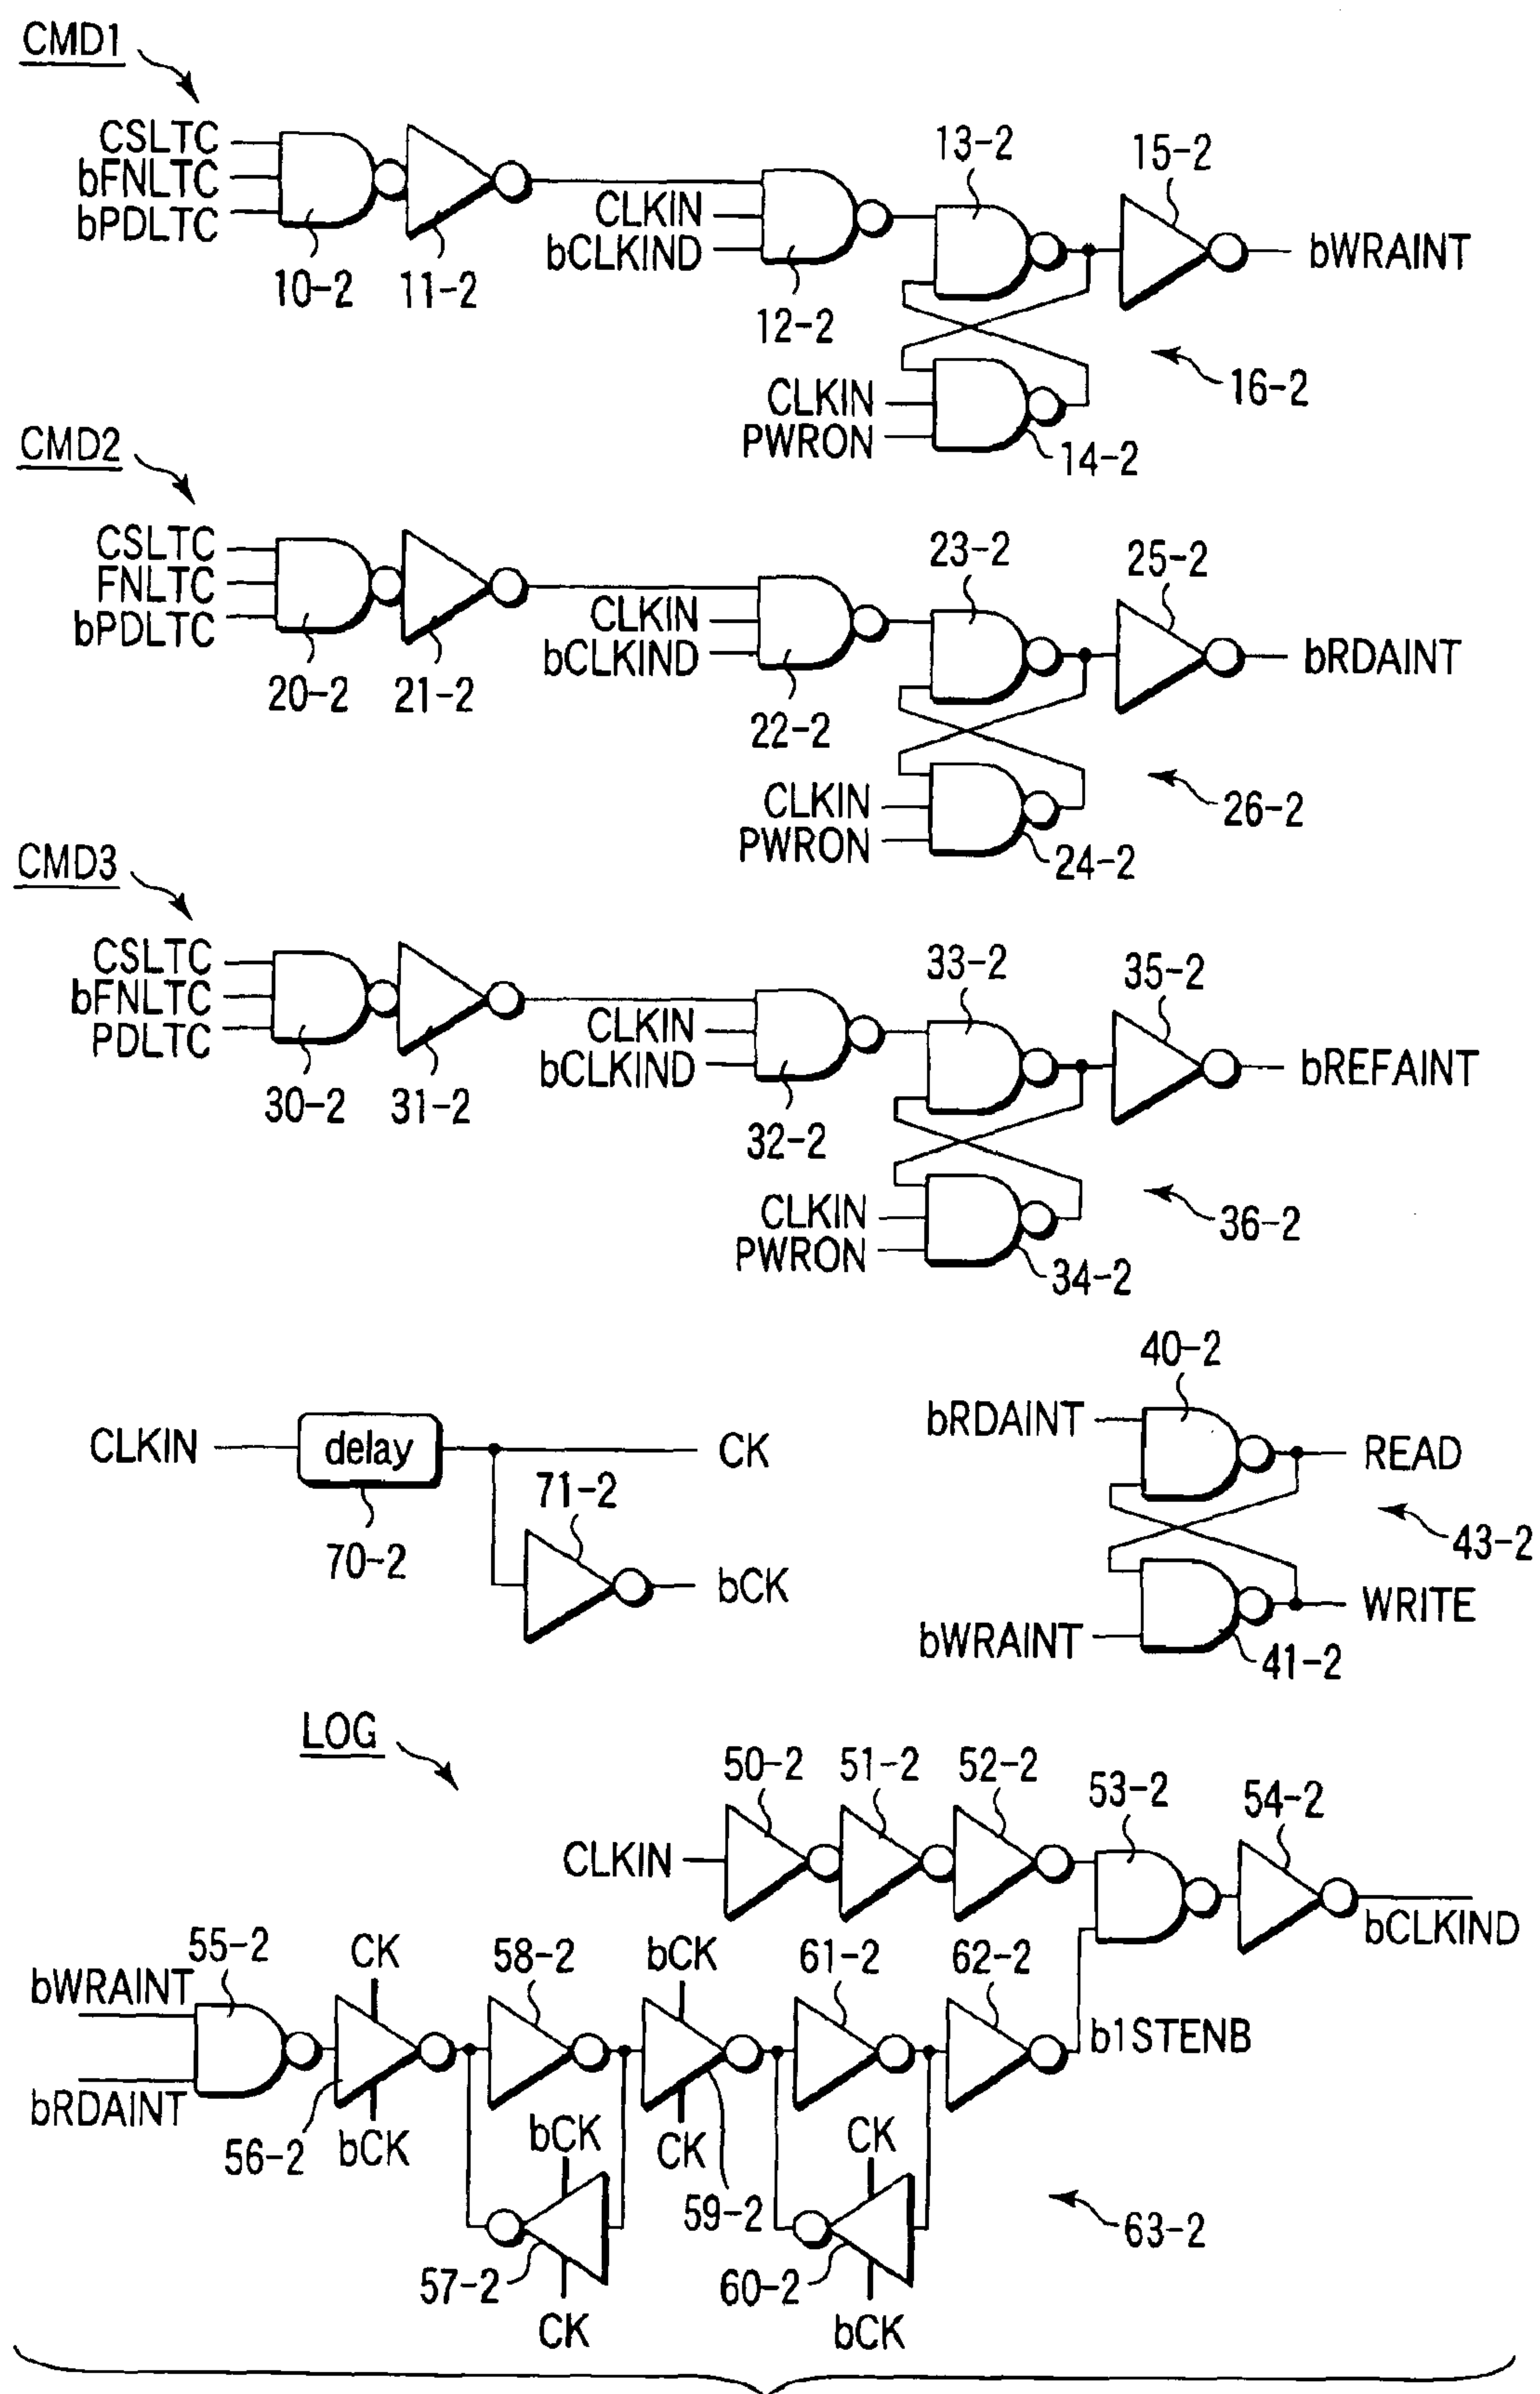 CMD1
CSLTC
bFNLTC
bPDLTC
10-2
11-2
CLKIN
bCLKIND
12-2
13-2
15-2
bWRAINT
CLKIN
PWRON
14-2
16-2
CMD2
CSLTC
FNLTC
bPDLTC
20-2
21-2
CLKIN
bCLKIND
22-2
23-2
25-2
bRDAINT
CLKIN
PWRON
24-2
26-2
CMD3
CSLTC
bFNLTC
PDLTC
30-2
31-2
CLKIN
bCLKIND
32-2
33-2
35-2
bREFAINT
CLKIN
PWRON
34-2
36-2
CLKIN
delay
70-2
CK
71-2
bCK
40-2
bRDAINT
READ
43-2
WRITE
bWRAINT
41-2
LOG
50-2
51-2
52-2
53-2
54-2
CLKIN
bCLKIND
55-2
bWRAINT
bRDAINT
CK
56-2
bCK
58-2
bCK
57-2
CK
bCK
CK
59-2
61-2
CK
60-2
bCK
62-2
b1STENB
63-2